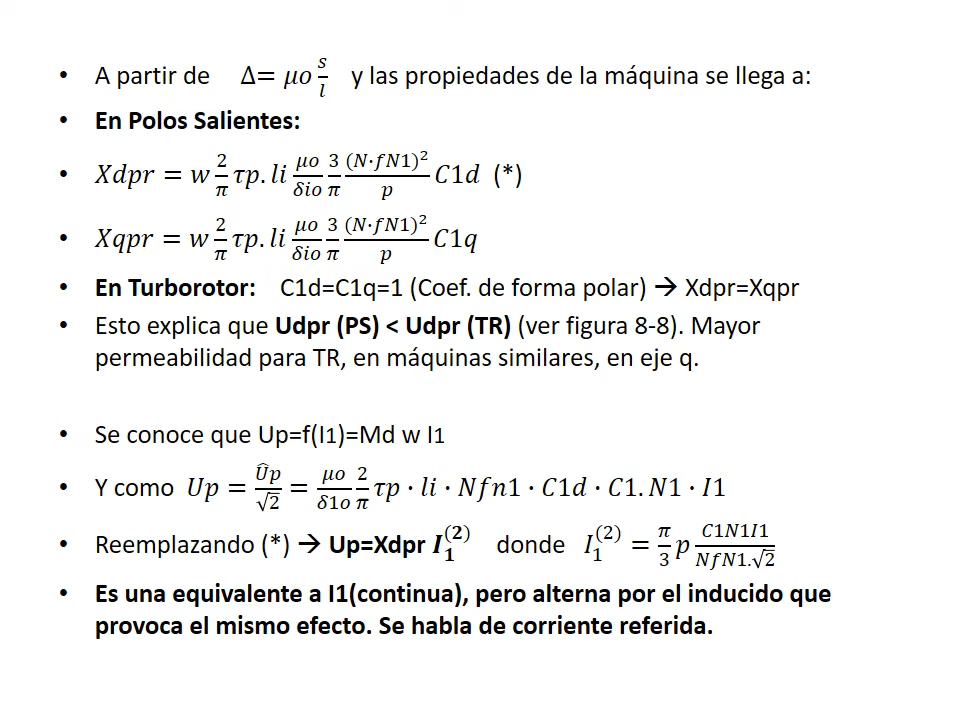 • A partir de Δ= μo s/l y las propiedades de la máquina se llega a:
• En Polos Salientes:
• Xdpr = w 2/π τp. li μo/δio 3/π (N·fN1)²/p C1d (*)
• Xqpr = w 2/π τp. li μo/δio 3/π (N·fN1)²/p C1q
• En Turborotor: C1d=C1q=1 (Coef. de forma polar) → Xdpr=Xqpr
• Esto explica que Udpr (PS) < Udpr (TR) (ver figura 8-8). Mayor
permeabilidad para TR, en máquinas similares, en eje q.
• Se conoce que Up=f(I1)=Md w I1
• Y como Up = Ûp/√2 = μo/δ1o 2/π τp · li · Nfn1 · C1d · C1. N1 · I1
• Reemplazando (*) → Up=Xdpr I₁⁽²⁾ donde I₁⁽²⁾ = π/3 p C1N1I1/NfN1.√2
• Es una equivalente a I1(continua), pero alterna por el inducido que
provoca el mismo efecto. Se habla de corriente referida.